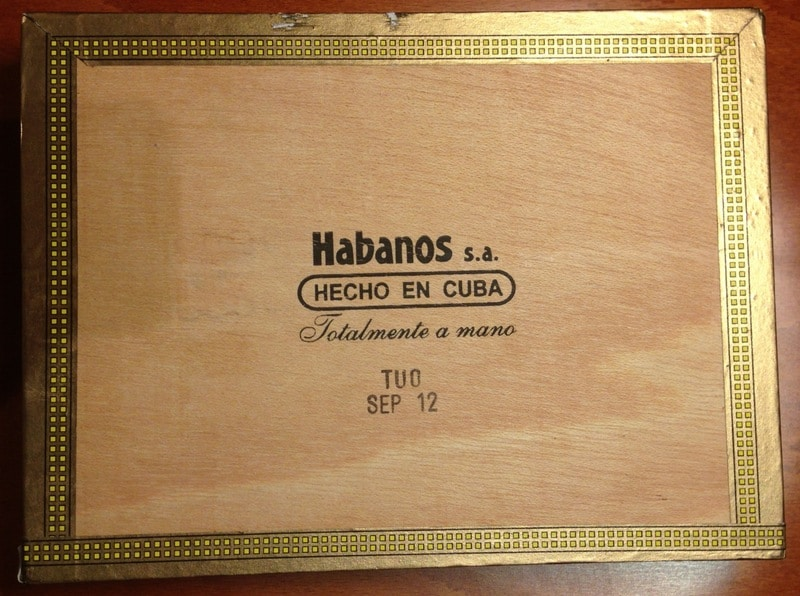 Habanos s.a.
HECHO EN CUBA
Totalmente a mano
TUO
SEP 12